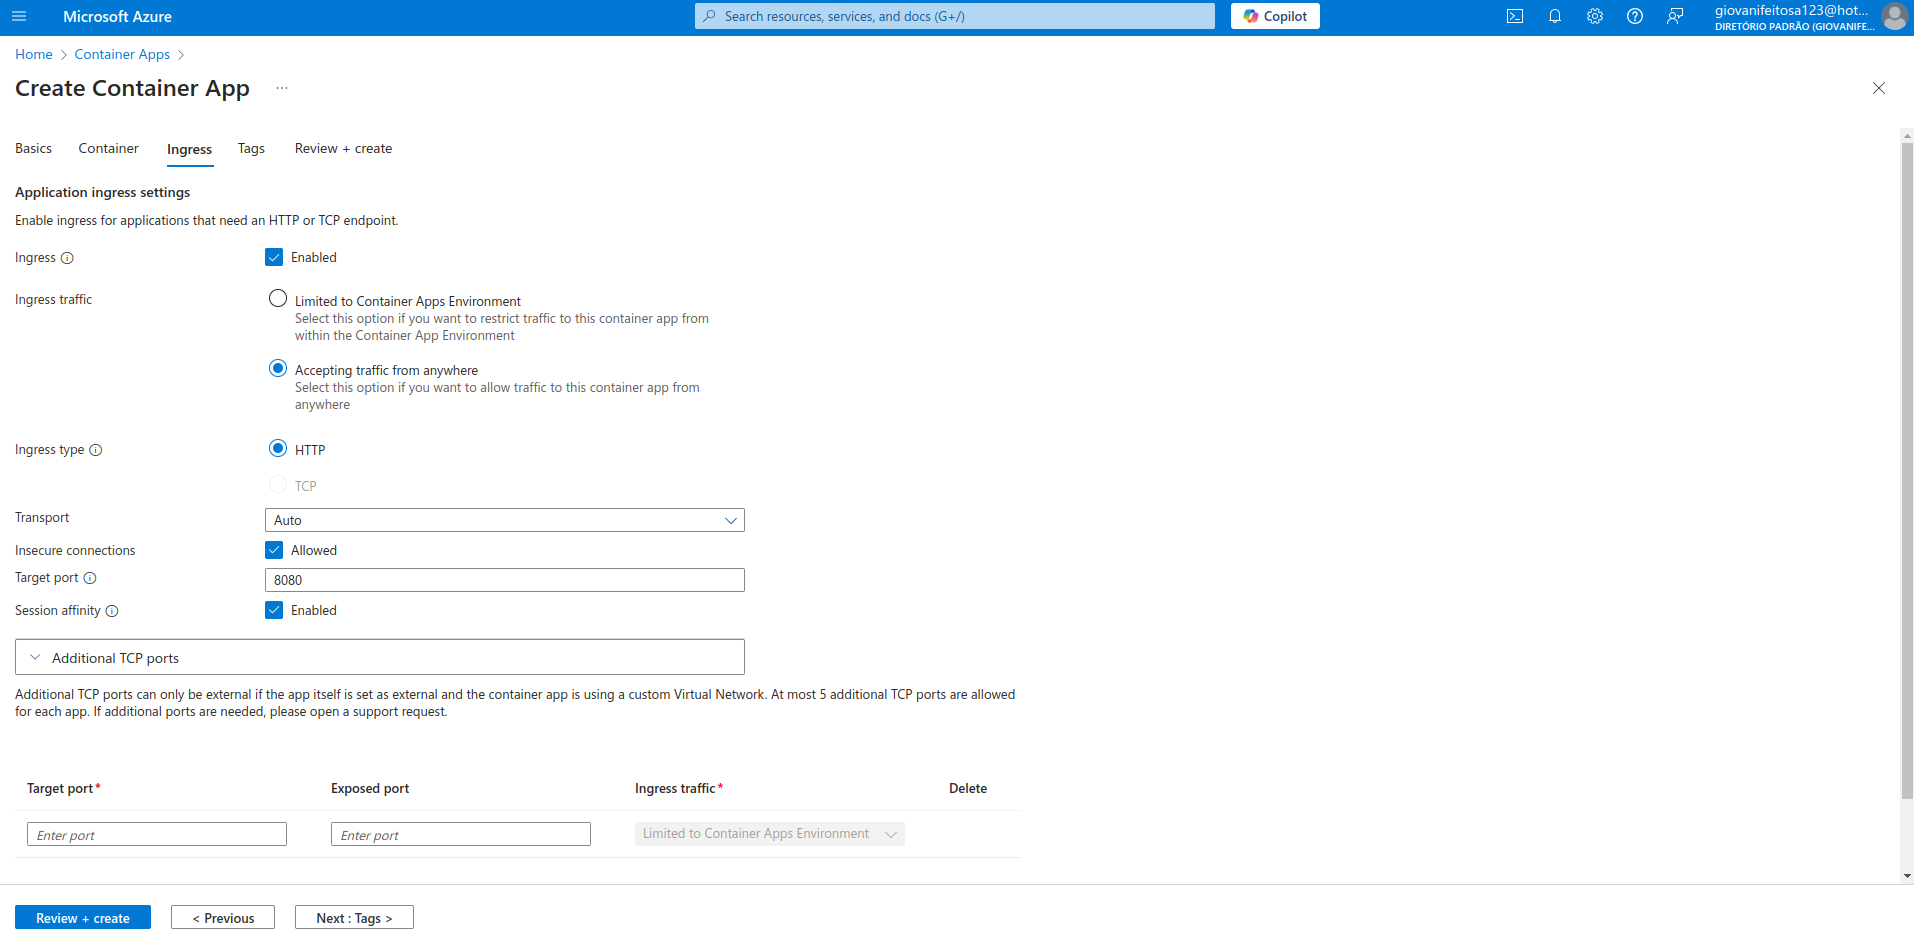 Microsoft Azure
Search resources, services, and docs (G+/)
Copilot
giovanifeitosa123@hot...
DIRETÓRIO PADRÃO (GIOVANIFE...
Home > Container Apps >
Create Container App ...
Basics Container Ingress Tags Review + create
Application ingress settings
Enable ingress for applications that need an HTTP or TCP endpoint.
Ingress Enabled
Ingress traffic Limited to Container Apps Environment
Select this option if you want to restrict traffic to this container app from
within the Container App Environment
Accepting traffic from anywhere
Select this option if you want to allow traffic to this container app from
anywhere
Ingress type HTTP
TCP
Transport Auto
Insecure connections Allowed
Target port 8080
Session affinity Enabled
Additional TCP ports
Additional TCP ports can only be external if the app itself is set as external and the container app is using a custom Virtual Network. At most 5 additional TCP ports are allowed
for each app. If additional ports are needed, please open a support request.
Target port* Exposed port Ingress traffic* Delete
Enter port Enter port Limited to Container Apps Environment
Review + create < Previous Next : Tags >